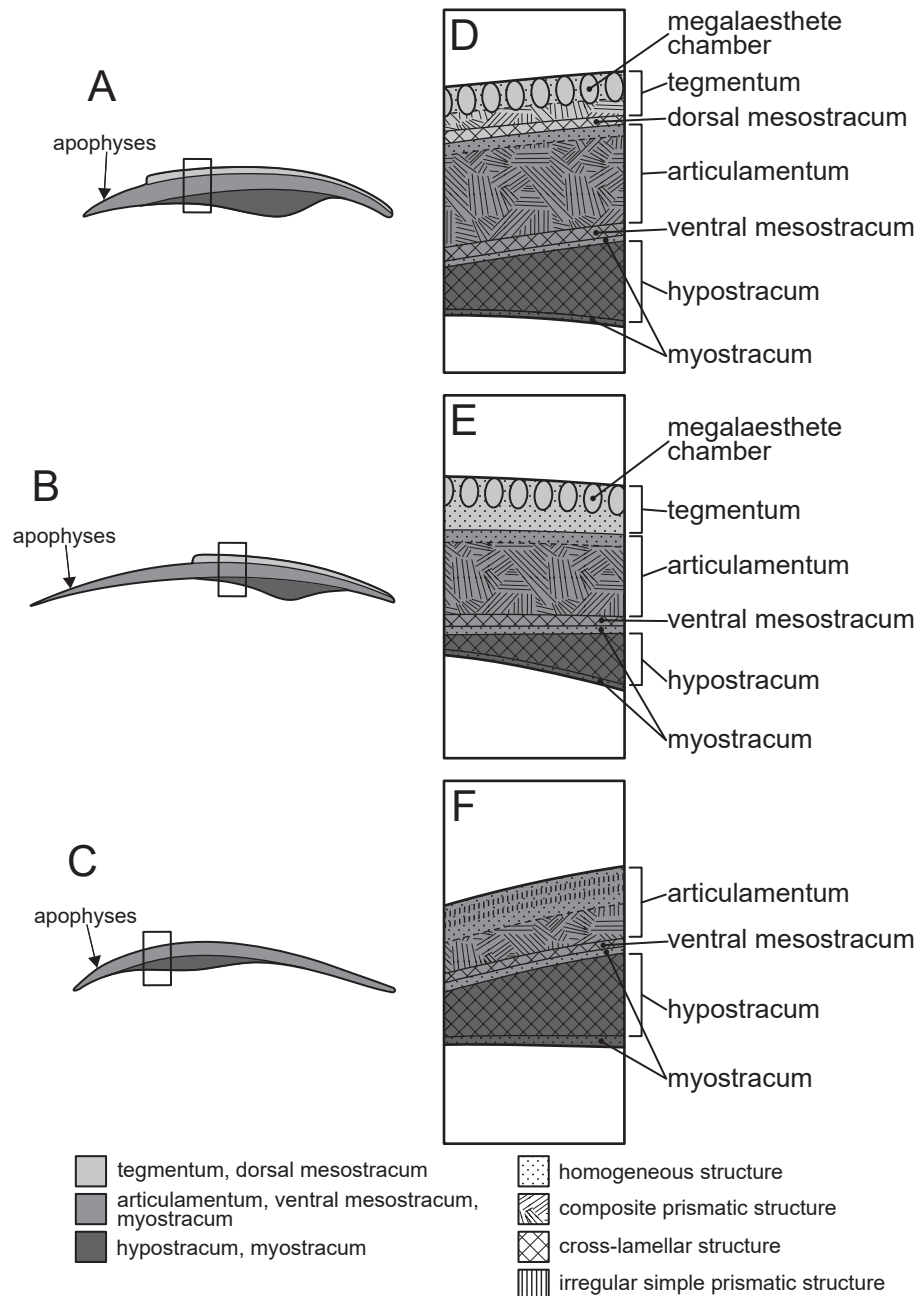 A
apophyses
D
megalaesthete
chamber
tegmentum
dorsal mesostracum
articulamentum
ventral mesostracum
hypostracum
myostracum
B
apophyses
E
megalaesthete
chamber
tegmentum
articulamentum
ventral mesostracum
hypostracum
myostracum
C
apophyses
F
articulamentum
ventral mesostracum
hypostracum
myostracum
tegmentum, dorsal mesostracum
articulamentum, ventral mesostracum,
myostracum
hypostracum, myostracum
homogeneous structure
composite prismatic structure
cross-lamellar structure
irregular simple prismatic structure